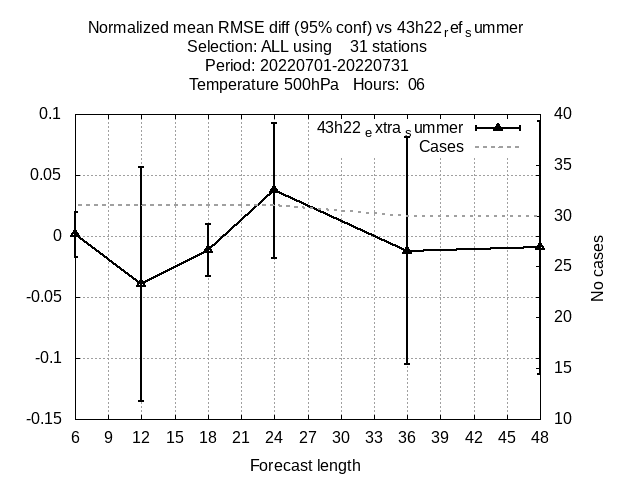 Normalized mean RMSE diff (95% conf) vs 43h22refsummer
Selection: ALL using 31 stations
Period: 20220701-20220731
Temperature 500hPa Hours: 06
43h22extrasummer
Cases
0.1
0.05
0
-0.05
-0.1
-0.15
40
35
30
25
20
15
10
No cases
6 9 12 15 18 21 24 27 30 33 36 39 42 45 48
Forecast length